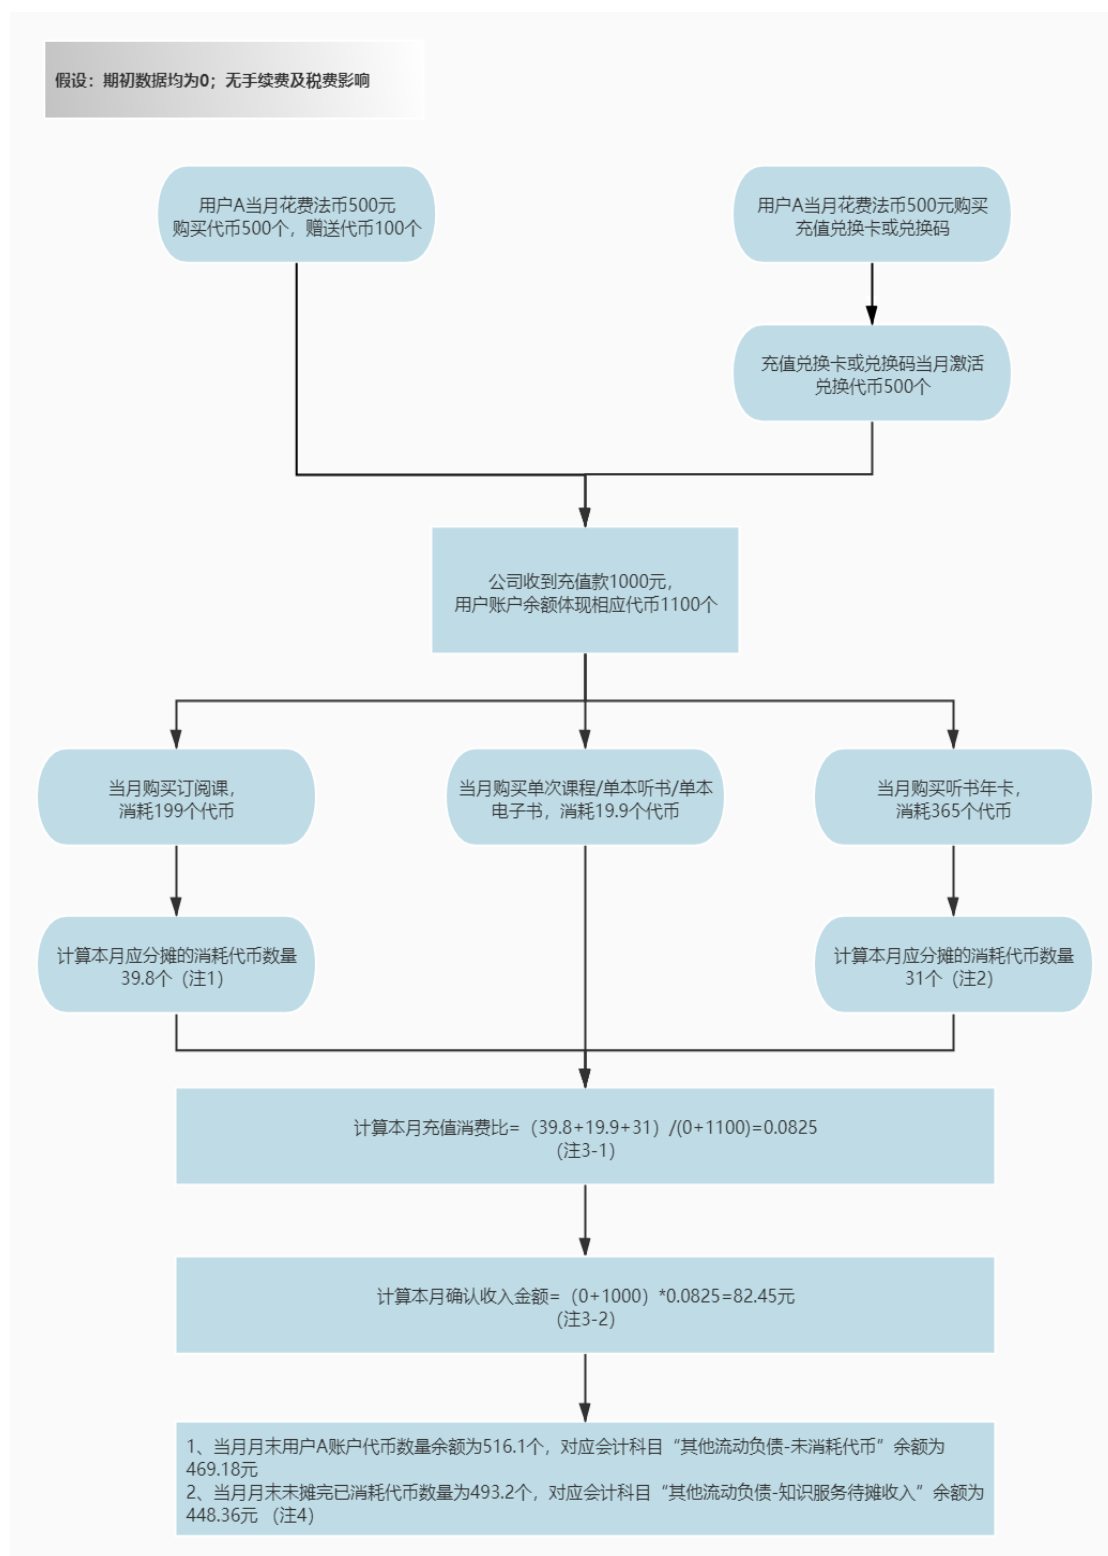 假设：期初数据均为0；无手续费及税费影响
用户A当月花费法币500元
购买代币500个，赠送代币100个
用户A当月花费法币500元购买
充值兑换卡或兑换码
充值兑换卡或兑换码当月激活
兑换代币500个
公司收到充值款1000元，
用户账户余额体现相应代币1100个
当月购买订阅课，
消耗199个代币
当月购买单次课程/单本听书/单本
电子书，消耗19.9个代币
当月购买听书年卡，
消耗365个代币
计算本月应分摊的消耗代币数量
39.8个（注1）
计算本月应分摊的消耗代币数量
31个（注2）
计算本月充值消费比=（39.8+19.9+31）/(0+1100)=0.0825
（注3-1）
计算本月确认收入金额=（0+1000）*0.0825=82.45元
（注3-2）
1、当月月末用户A账户代币数量余额为516.1个，对应会计科目“其他流动负债-未消耗代币”余额为
469.18元
2、当月月末未摊完已消耗代币数量为493.2个，对应会计科目“其他流动负债-知识服务待摊收入”余额为
448.36元 （注4）